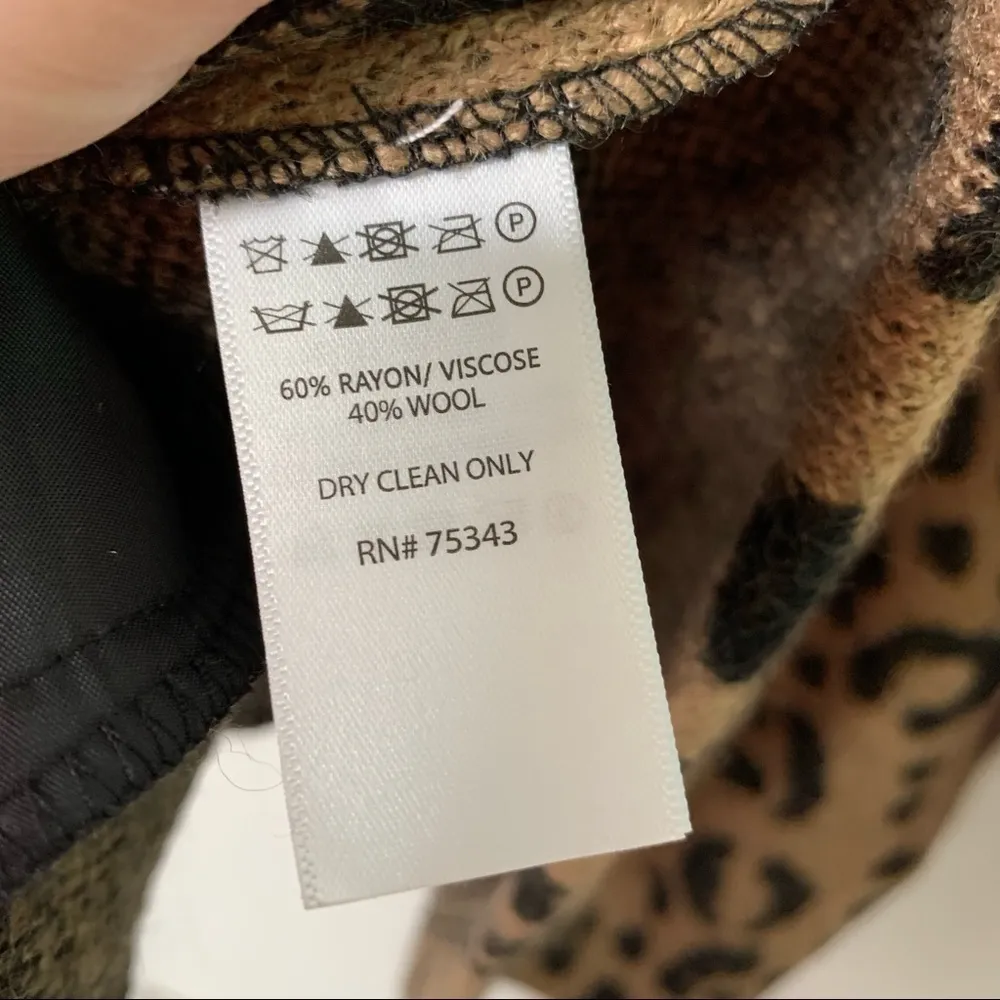 P
P
60% RAYON/ VISCOSE
40% WOOL
DRY CLEAN ONLY
RN# 75343